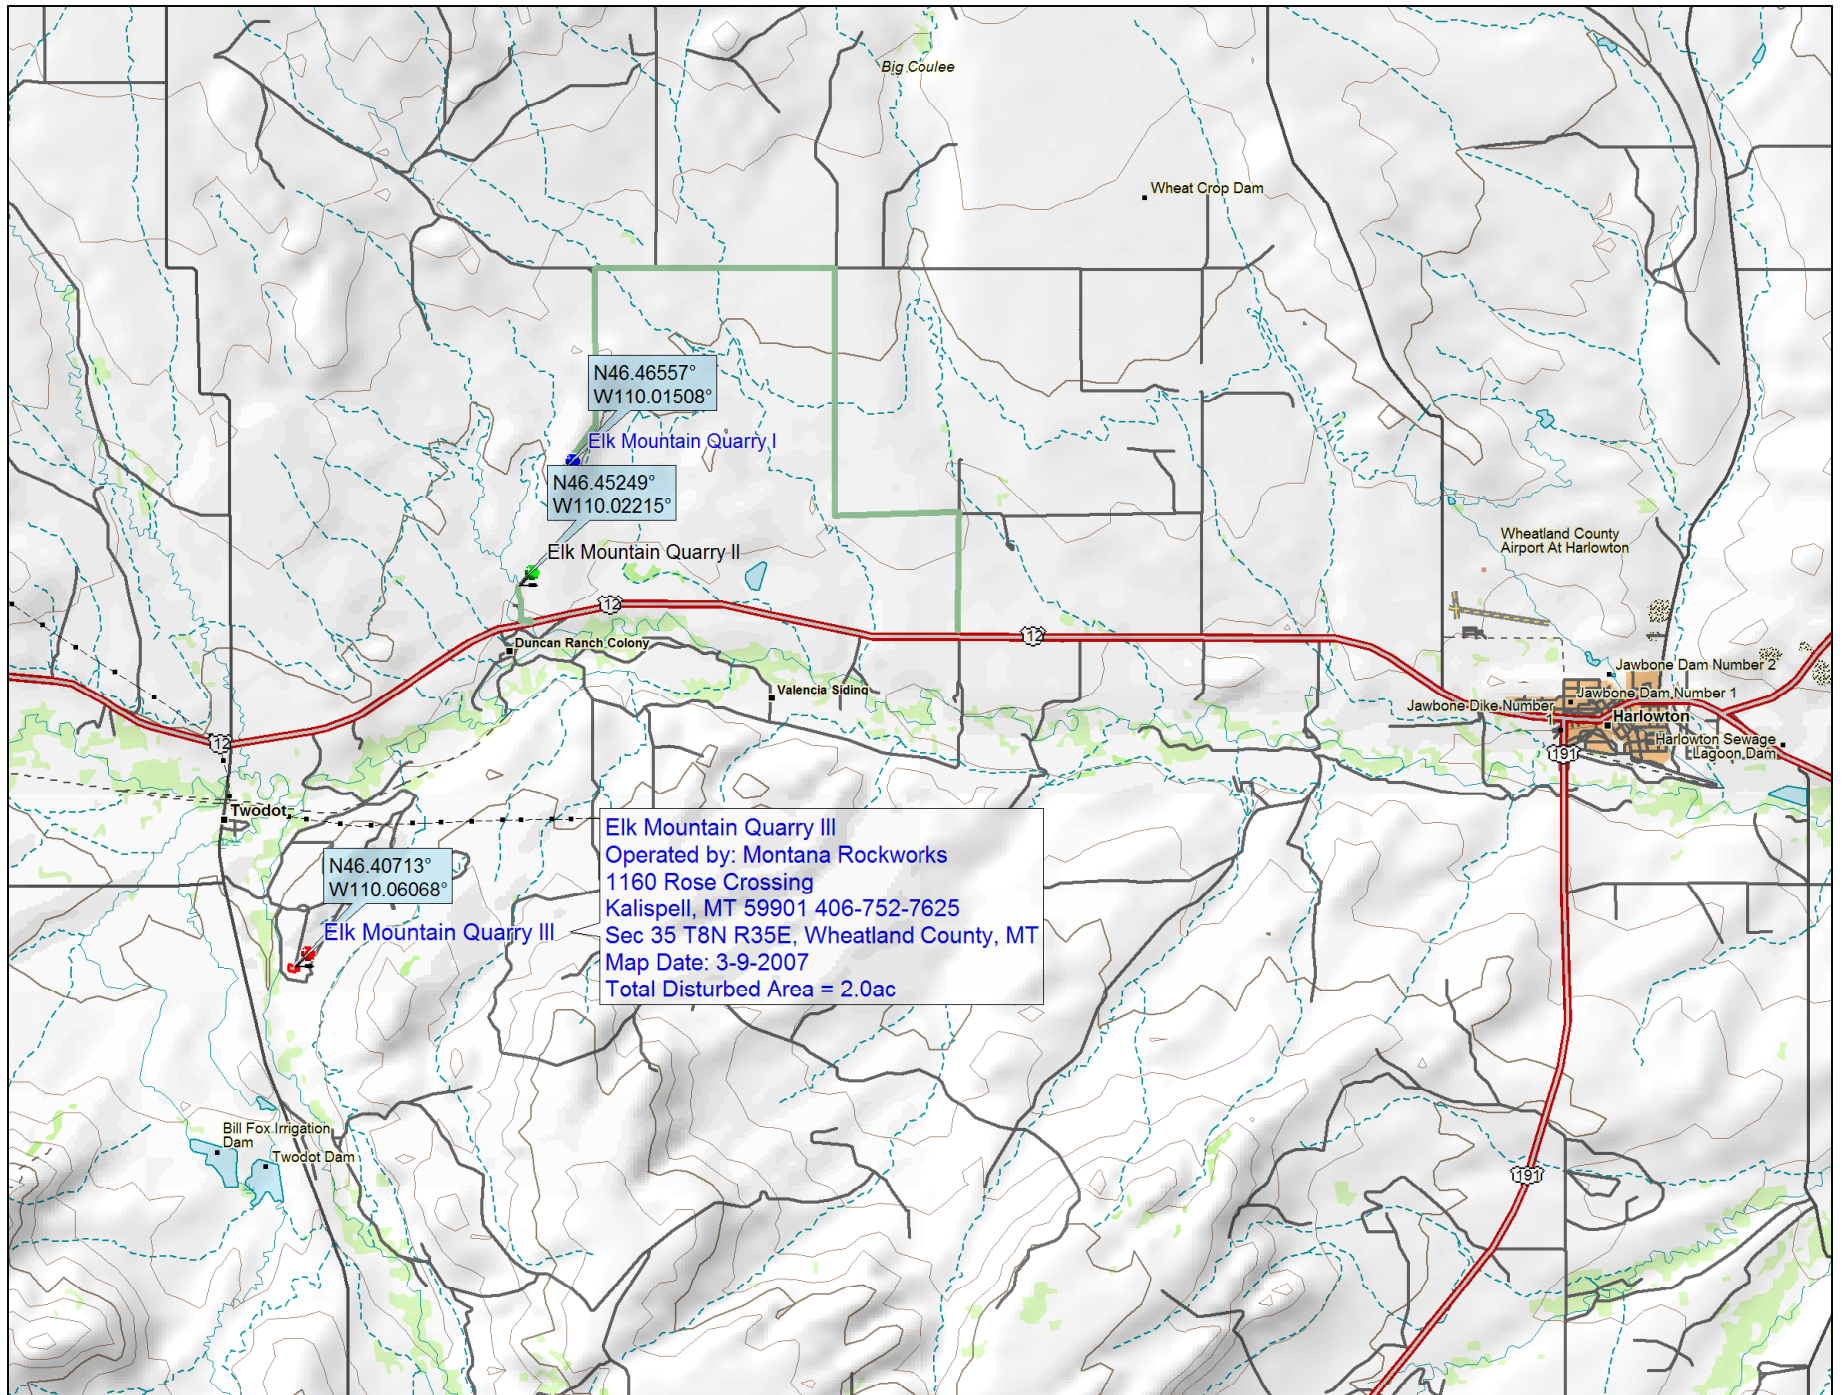 Big Coulee
Wheat Crop Dam
N46.46557°
W110.01508°
Elk Mountain Quarry I
N46.45249°
W110.02215°
Elk Mountain Quarry II
Wheatland County
Airport At Harlowton
12
12
Duncan Ranch Colony
Valencia Siding
Jawbone Dam Number 2
Jawbone Dam Number 1
Jawbone Dike Number
1
Harlowton
12
191
Harlowton Sewage
Lagoon Dam
Twodot
N46.40713°
W110.06068°
Elk Mountain Quarry III
Elk Mountain Quarry III
Operated by: Montana Rockworks
1160 Rose Crossing
Kalispell, MT 59901 406-752-7625
Sec 35 T8N R35E, Wheatland County, MT
Map Date: 3-9-2007
Total Disturbed Area = 2.0ac
Bill Fox Irrigation
Dam
Twodot Dam
191